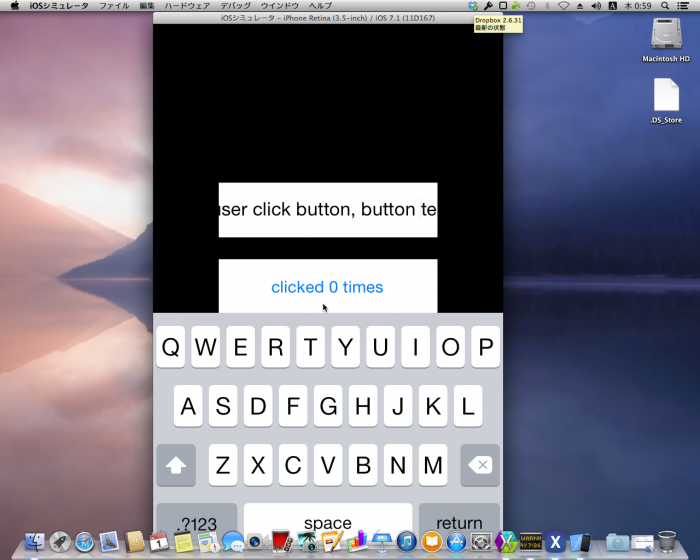 iOSシミュレータ ファイル 編集 ハードウェア デバッグ ウインドウ ヘルプ 木 0:59
iOSシミュレータ - iPhone Retina (3.5-inch) / iOS 7.1 (11D167)
Dropbox 2.6.31
最新の状態
Macintosh HD
.DS_Store
user click button, button te
clicked 0 times
Q W E R T Y U I O P
A S D F G H J K L
Z X C V B N M
.?123 space return